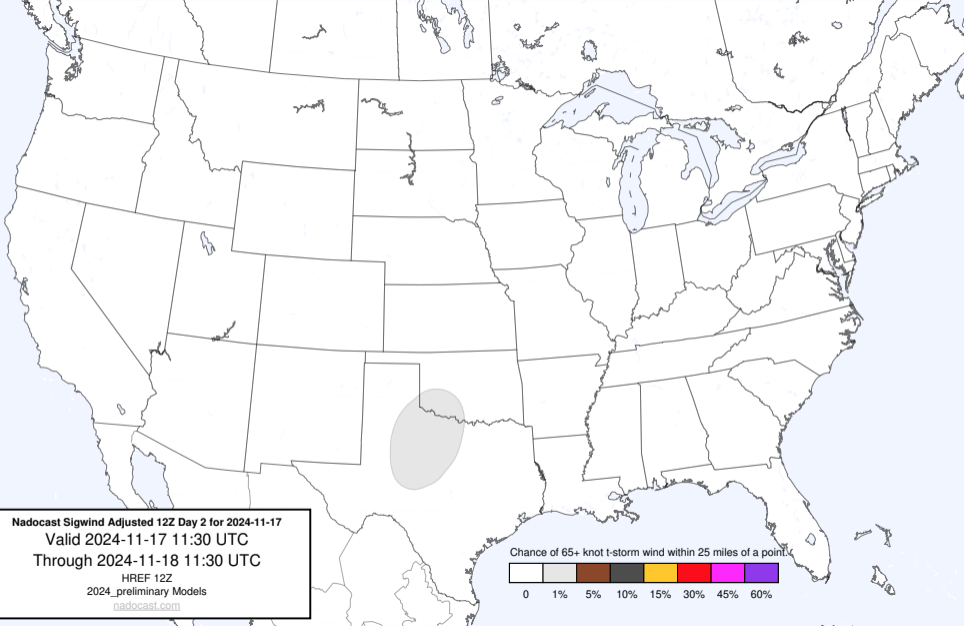 Nadocast Sigwind Adjusted 12Z Day 2 for 2024-11-17
Valid 2024-11-17 11:30 UTC
Through 2024-11-18 11:30 UTC
HREF 12Z
2024_preliminary Models
nadocast.com
Chance of 65+ knot t-storm wind within 25 miles of a point.
0 1% 5% 10% 15% 30% 45% 60%